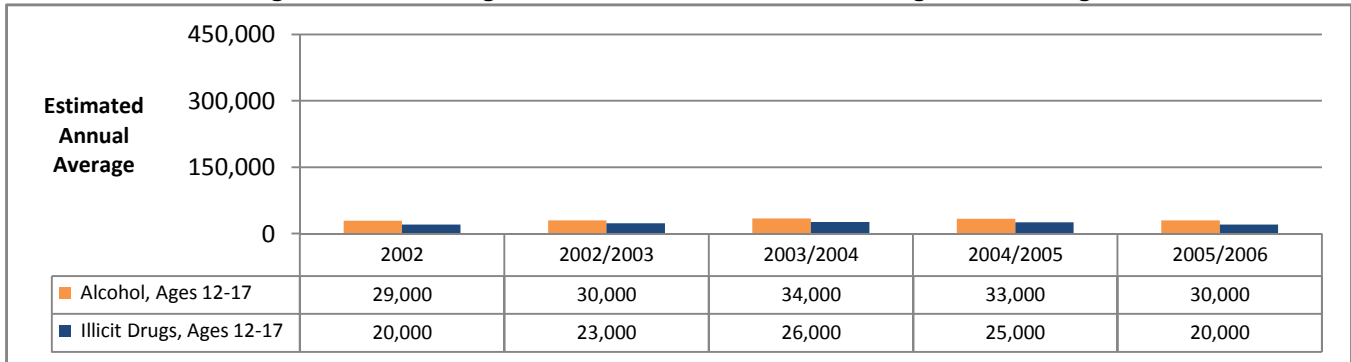 450,000
Estimated Annual Average
300,000
150,000
0
2002 2002/2003 2003/2004 2004/2005 2005/2006
Alcohol, Ages 12-17 29,000 30,000 34,000 33,000 30,000
Illicit Drugs, Ages 12-17 20,000 23,000 26,000 25,000 20,000